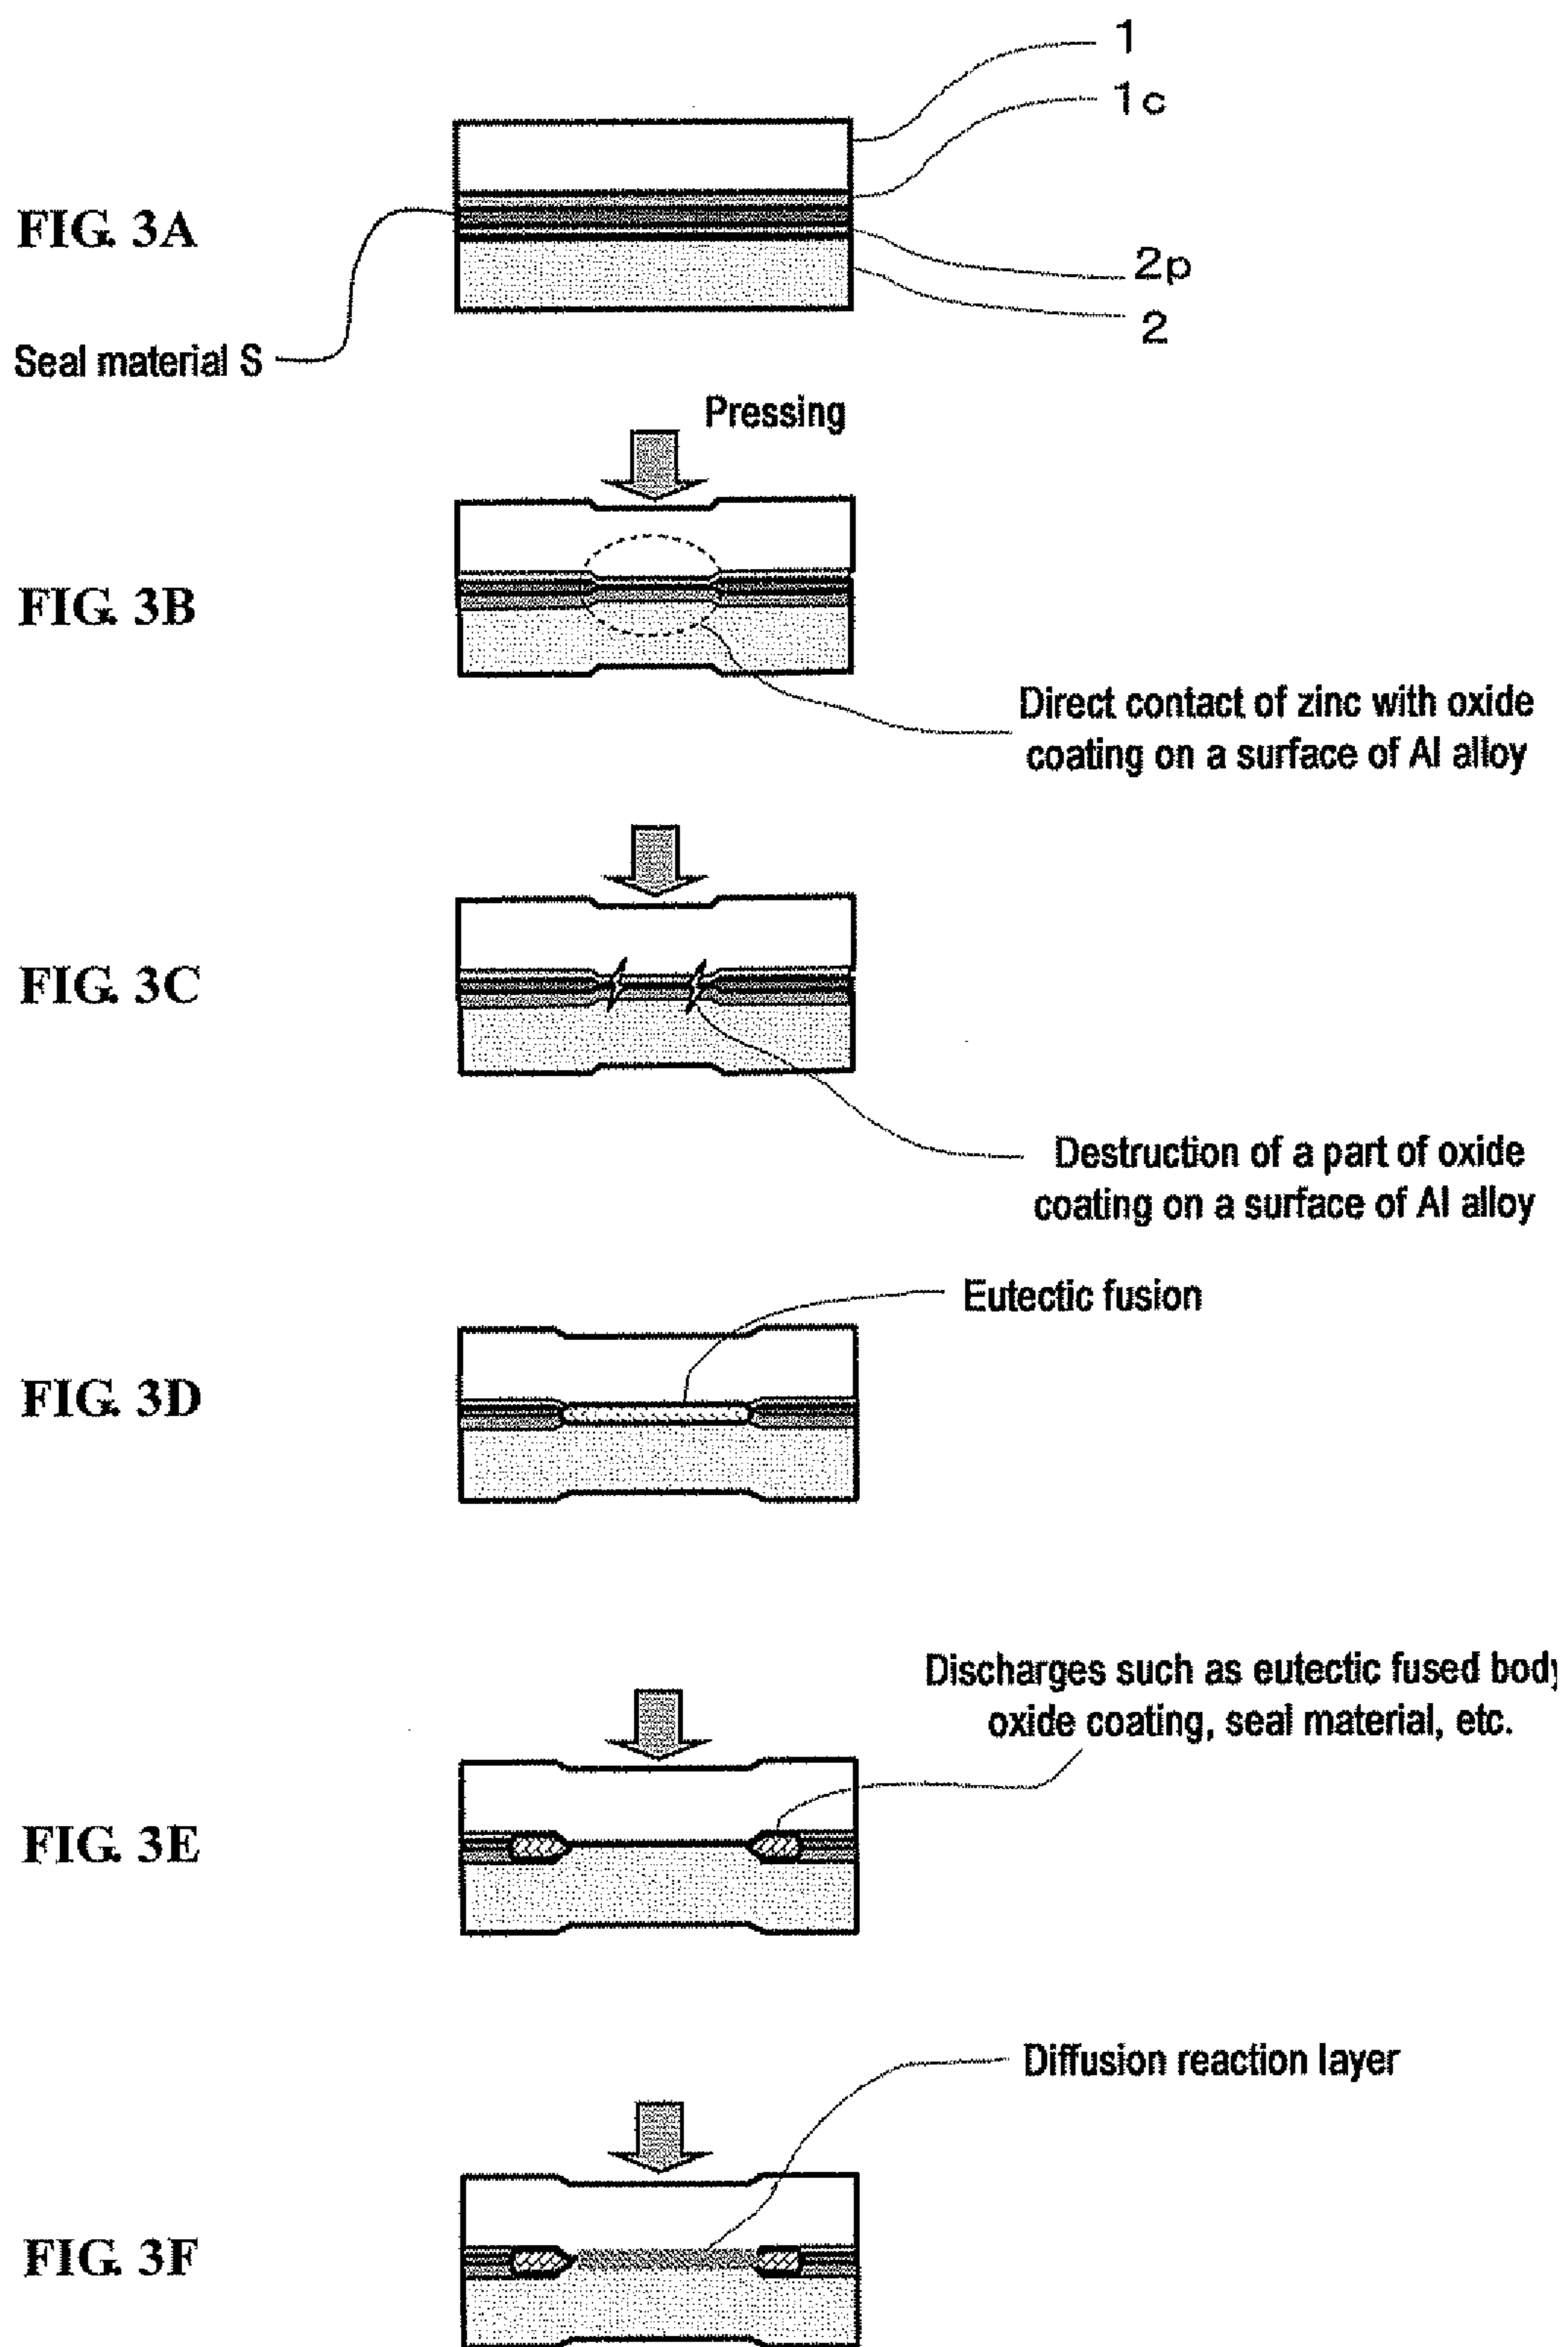 1
1c
FIG. 3A
2p
2
Seal material S
Pressing
FIG. 3B
Direct contact of zinc with oxide
coating on a surface of Al alloy
FIG. 3C
Destruction of a part of oxide
coating on a surface of Al alloy
Eutectic fusion
FIG. 3D
Discharges such as eutectic fused body
oxide coating, seal material, etc.
FIG. 3E
Diffusion reaction layer
FIG. 3F